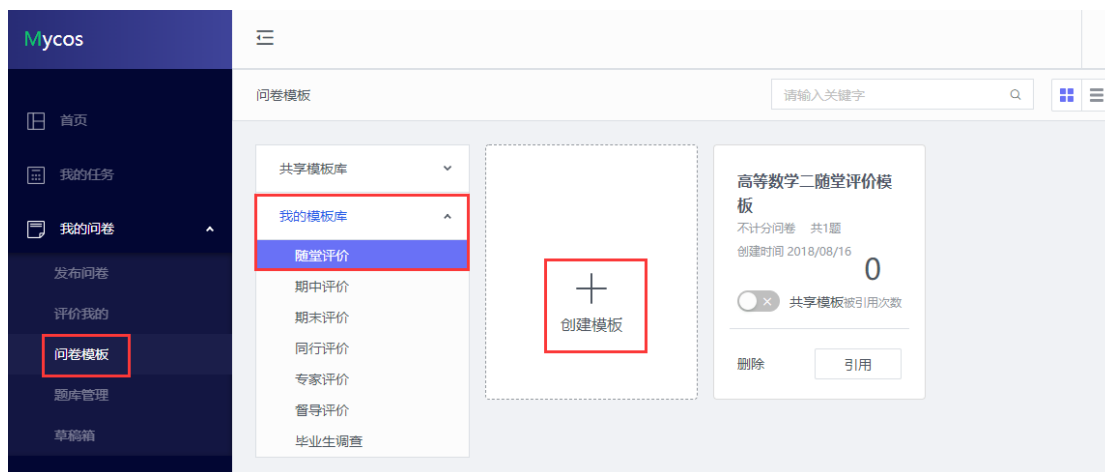 Mycos
首页
我的任务
我的问卷
发布问卷
评价我的
问卷模板
题库管理
草稿箱
问卷模板
请输入关键字
共享模板库
我的模板库
随堂评价
期中评价
期末评价
同行评价
专家评价
督导评价
毕业生调查
创建模板
高等数学二随堂评价模
板
不计分问卷 共1题
创建时间 2018/08/16
0
共享模板被引用次数
删除 引用